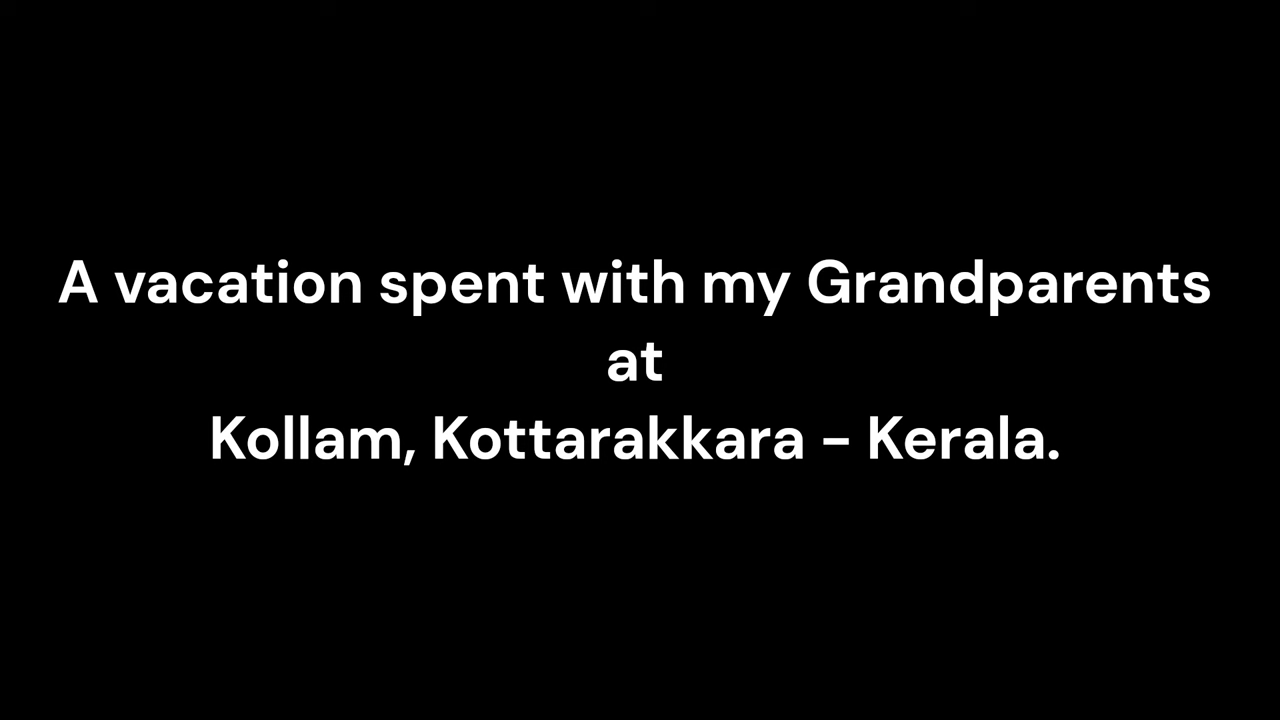 A vacation spent with my Grandparents
at
Kollam, Kottarakkara - Kerala.